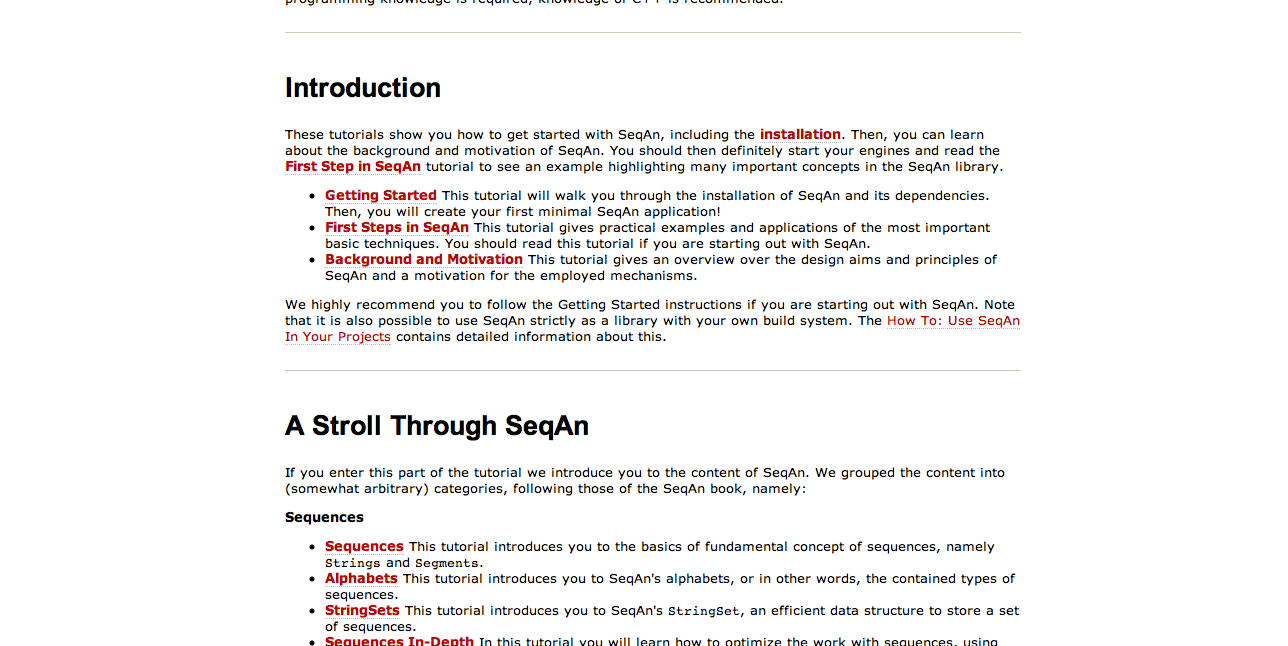 programming knowledge is required, knowledge of C++ is recommended.
Introduction
These tutorials show you how to get started with SeqAn, including the installation. Then, you can learn
about the background and motivation of SeqAn. You should then definitely start your engines and read the
First Step in SeqAn tutorial to see an example highlighting many important concepts in the SeqAn library.
• Getting Started This tutorial will walk you through the installation of SeqAn and its dependencies.
Then, you will create your first minimal SeqAn application!
• First Steps in SeqAn This tutorial gives practical examples and applications of the most important
basic techniques. You should read this tutorial if you are starting out with SeqAn.
• Background and Motivation This tutorial gives an overview over the design aims and principles of
SeqAn and a motivation for the employed mechanisms.
We highly recommend you to follow the Getting Started instructions if you are starting out with SeqAn. Note
that it is also possible to use SeqAn strictly as a library with your own build system. The How To: Use SeqAn
In Your Projects contains detailed information about this.
A Stroll Through SeqAn
If you enter this part of the tutorial we introduce you to the content of SeqAn. We grouped the content into
(somewhat arbitrary) categories, following those of the SeqAn book, namely:
Sequences
• Sequences This tutorial introduces you to the basics of fundamental concept of sequences, namely
Strings and Segments.
• Alphabets This tutorial introduces you to SeqAn's alphabets, or in other words, the contained types of
sequences.
• StringSets This tutorial introduces you to SeqAn's StringSet, an efficient data structure to store a set
of sequences.
• Sequences In-Depth In this tutorial you will learn how to optimize the work with sequences, using